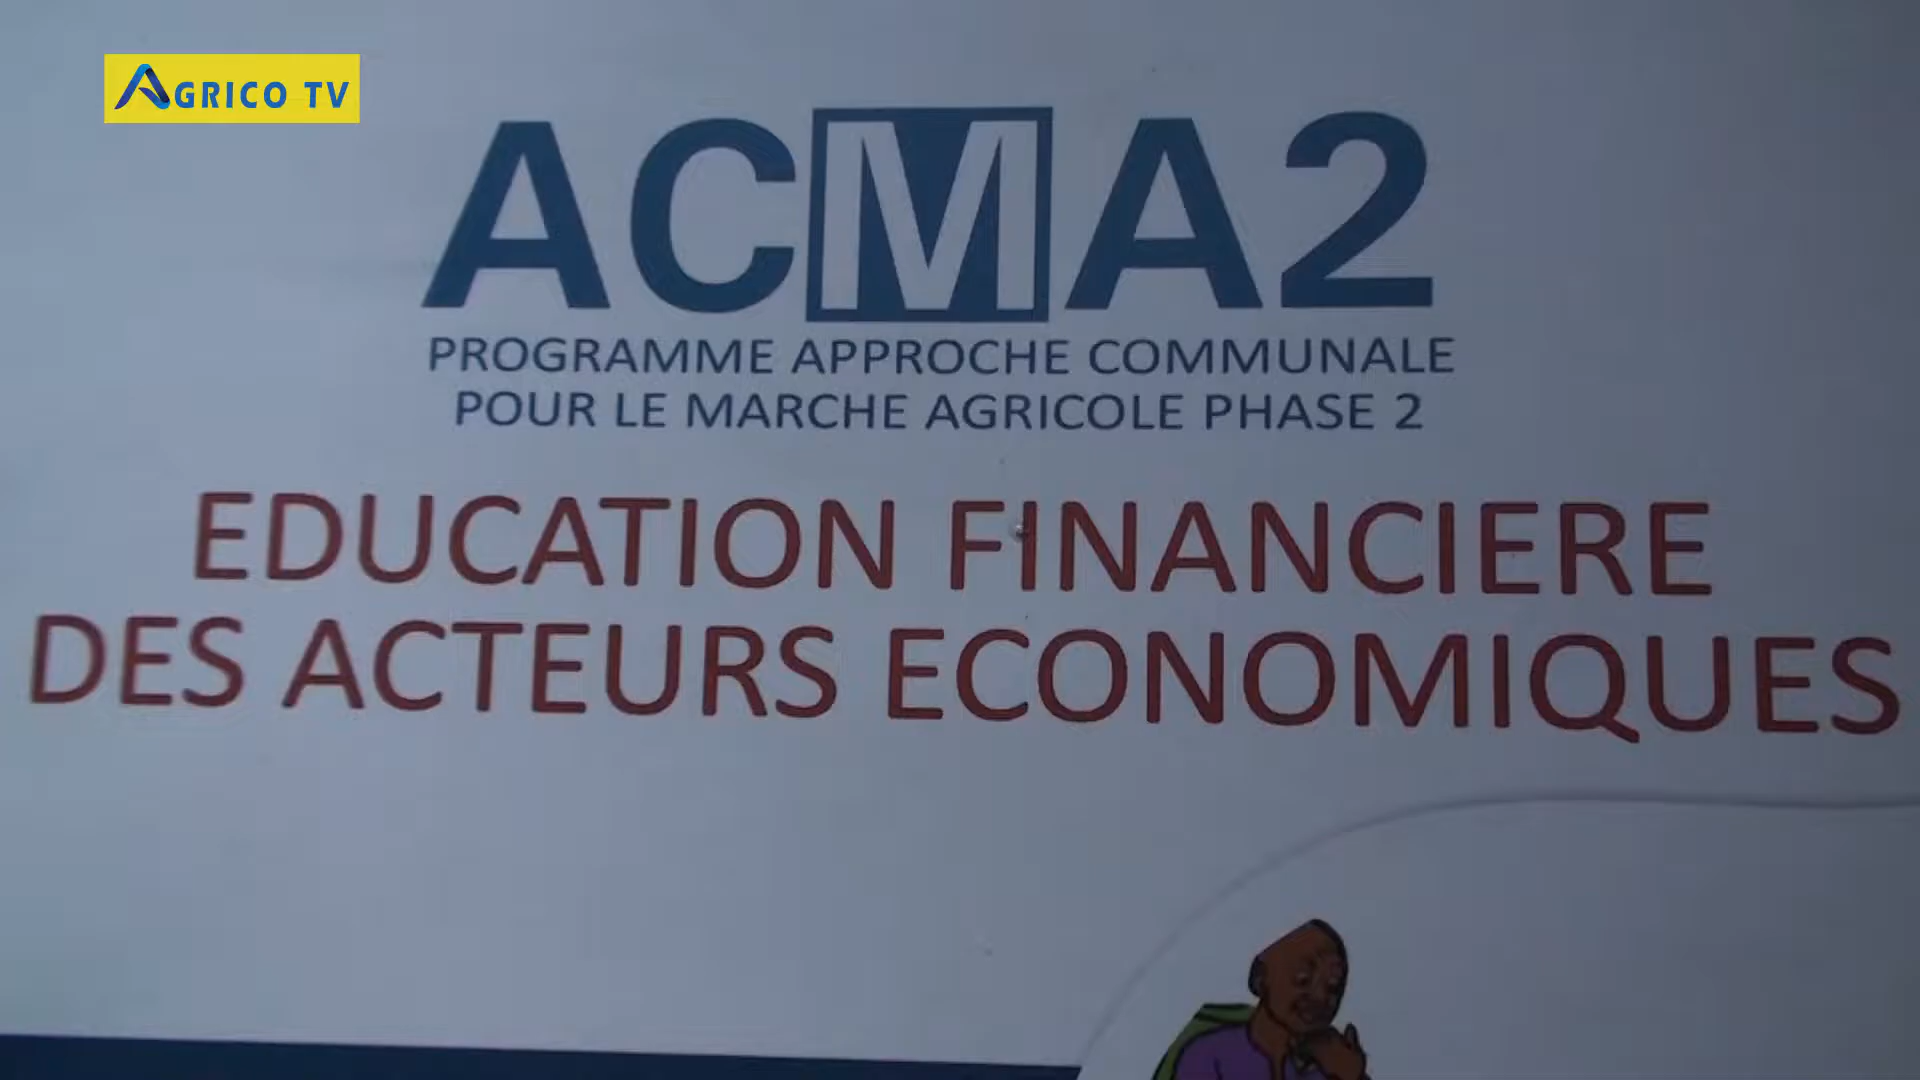 AGRICO TV
ACMA2
PROGRAMME APPROCHE COMMUNALE
POUR LE MARCHE AGRICOLE PHASE 2
EDUCATION FINANCIERE
DES ACTEURS ECONOMIQUES